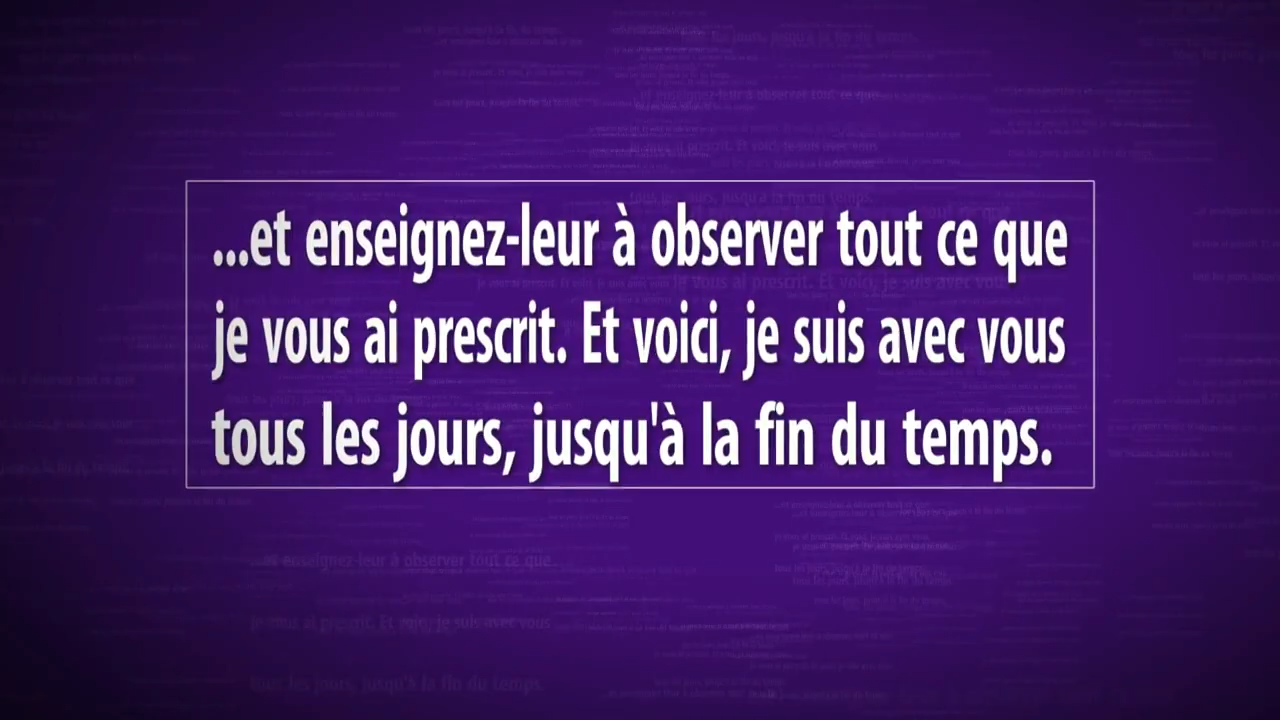 ...et enseignez-leur à observer tout ce que
je vous ai prescrit. Et voici, je suis avec vous
tous les jours, jusqu'à la fin du temps.